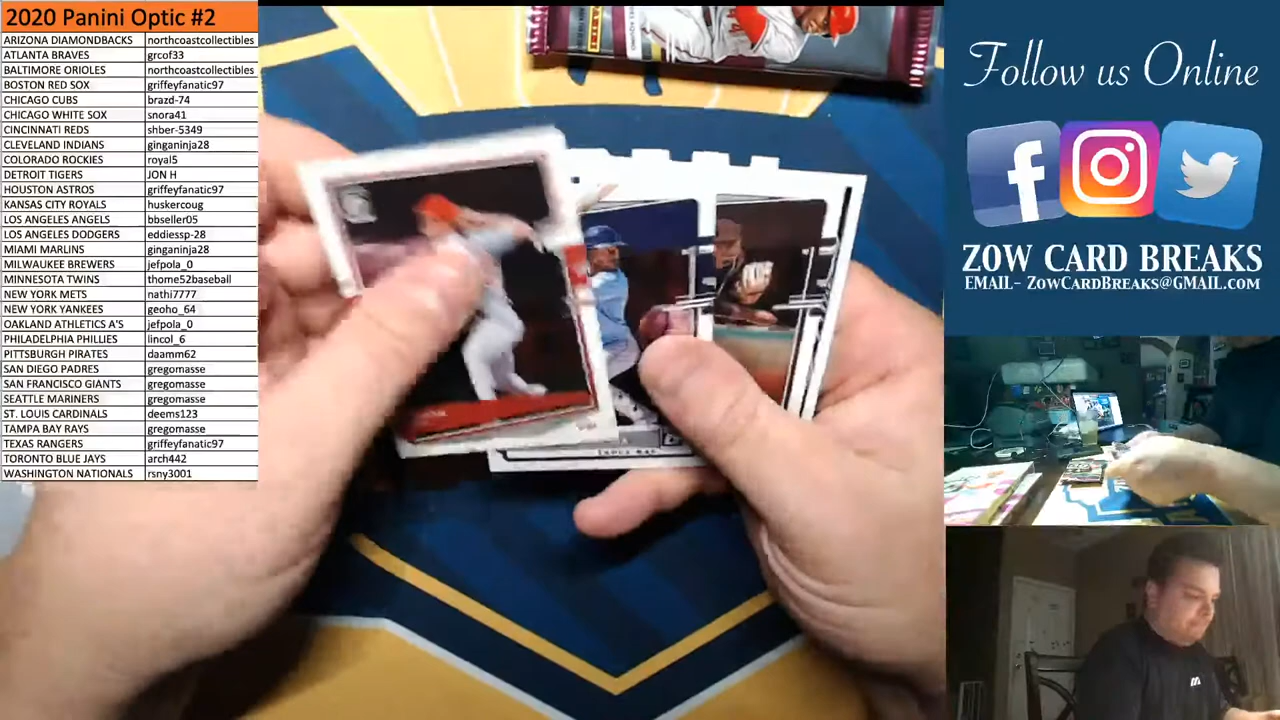 2020 Panini Optic #2
ARIZONA DIAMONDBACKS northcoastcollectibles
ATLANTA BRAVES grcof33
BALTIMORE ORIOLES northcoastcollectibles
BOSTON RED SOX griffeyfanatic97
CHICAGO CUBS brazd-74
CHICAGO WHITE SOX snora41
CINCINNATI REDS shber-5349
CLEVELAND INDIANS ginganinja28
COLORADO ROCKIES royal5
DETROIT TIGERS JON H
HOUSTON ASTROS griffeyfanatic97
KANSAS CITY ROYALS huskercoug
LOS ANGELES ANGELS bbseller05
LOS ANGELES DODGERS eddiessp-28
MIAMI MARLINS ginganinja28
MILWAUKEE BREWERS jefpola_0
MINNESOTA TWINS thome52baseball
NEW YORK METS nathi7777
NEW YORK YANKEES geoho_64
OAKLAND ATHLETICS A'S jefpola_0
PHILADELPHIA PHILLIES lincol_6
PITTSBURGH PIRATES daamm62
SAN DIEGO PADRES gregomasse
SAN FRANCISCO GIANTS gregomasse
SEATTLE MARINERS gregomasse
ST. LOUIS CARDINALS deems123
TAMPA BAY RAYS gregomasse
TEXAS RANGERS griffeyfanatic97
TORONTO BLUE JAYS arch442
WASHINGTON NATIONALS rsny3001
Follow us Online
ZOW CARD BREAKS
EMAIL- ZOWCARDBREAKS@GMAIL.COM